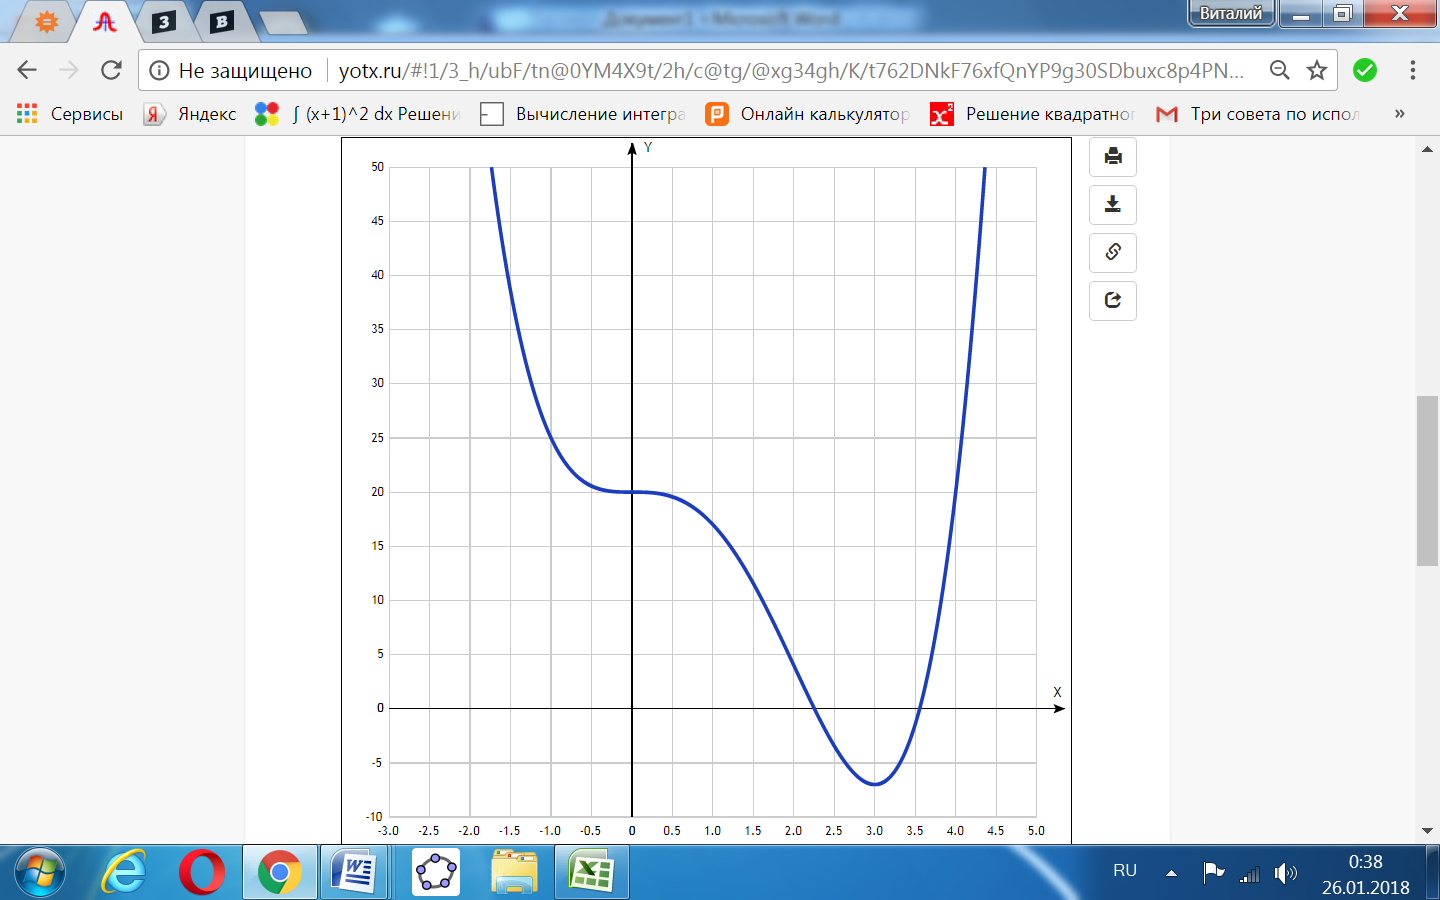 Документ1 - Microsoft Word
Виталий
З
В
Не защищено
yotx.ru/#!1/3_h/ubF/tn@0YM4X9t/2h/c@tg/@xg34gh/K/t762DNkF76xfQnYP9g30SDbuxc8p4PN...
Сервисы
Яндекс
∫ (x+1)^2 dx Решени
Вычисление интегра
Онлайн калькулятор
Решение квадратног
Три совета по испол
»
Y
50
45
40
35
30
25
20
15
10
5
0
-5
-10
X
-3.0 -2.5 -2.0 -1.5 -1.0 -0.5 0 0.5 1.0 1.5 2.0 2.5 3.0 3.5 4.0 4.5 5.0
RU
0:38
26.01.2018